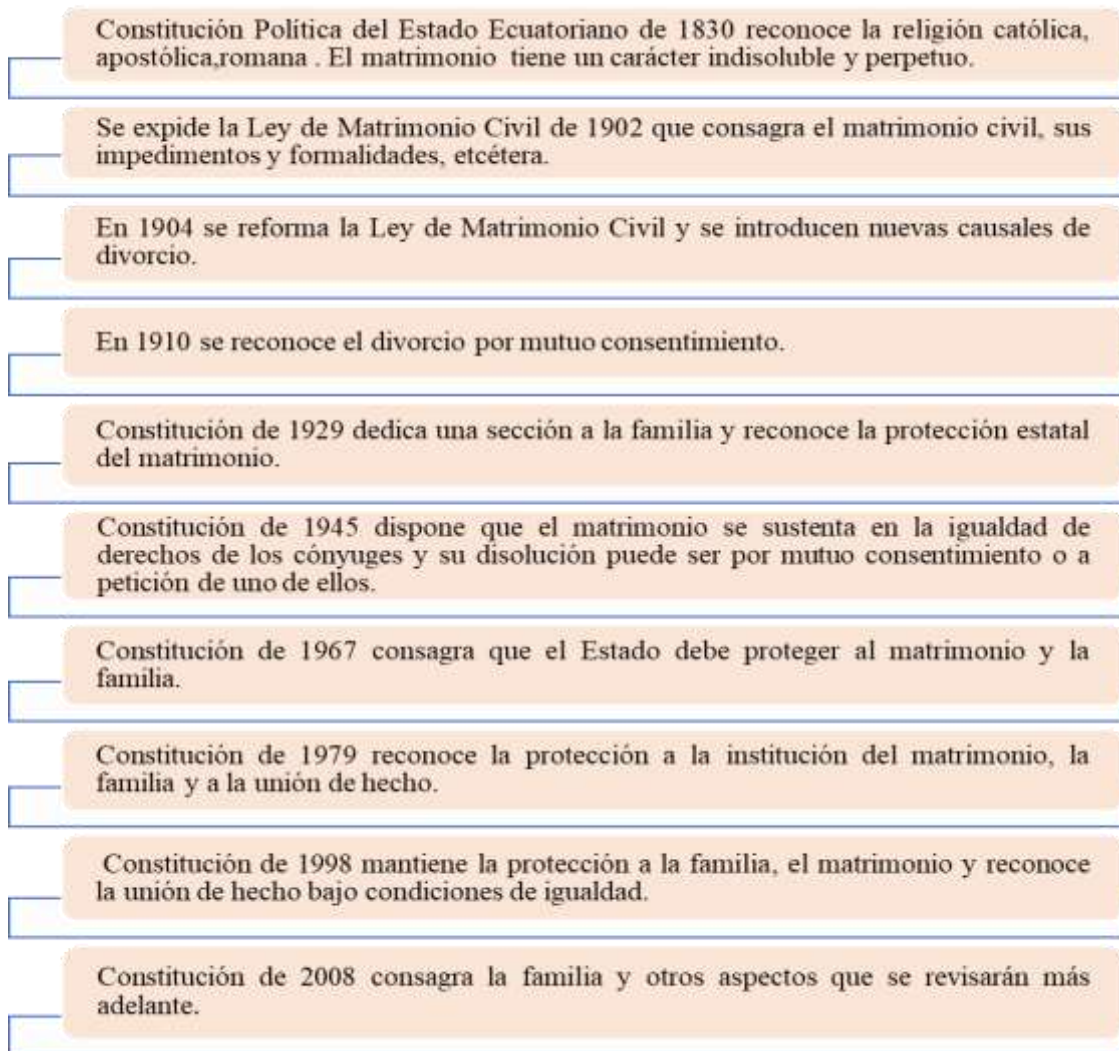 Constitución Política del Estado Ecuatoriano de 1830 reconoce la religión católica,
apostólica,romana . El matrimonio tiene un carácter indisoluble y perpetuo.
Se expide la Ley de Matrimonio Civil de 1902 que consagra el matrimonio civil, sus
impedimentos y formalidades, etcétera.
En 1904 se reforma la Ley de Matrimonio Civil y se introducen nuevas causales de
divorcio.
En 1910 se reconoce el divorcio por mutuo consentimiento.
Constitución de 1929 dedica una sección a la familia y reconoce la protección estatal
del matrimonio.
Constitución de 1945 dispone que el matrimonio se sustenta en la igualdad de
derechos de los cónyuges y su disolución puede ser por mutuo consentimiento o a
petición de uno de ellos.
Constitución de 1967 consagra que el Estado debe proteger al matrimonio y la
familia.
Constitución de 1979 reconoce la protección a la institución del matrimonio, la
familia y a la unión de hecho.
Constitución de 1998 mantiene la protección a la familia, el matrimonio y reconoce
la unión de hecho bajo condiciones de igualdad.
Constitución de 2008 consagra la familia y otros aspectos que se revisarán más
adelante.